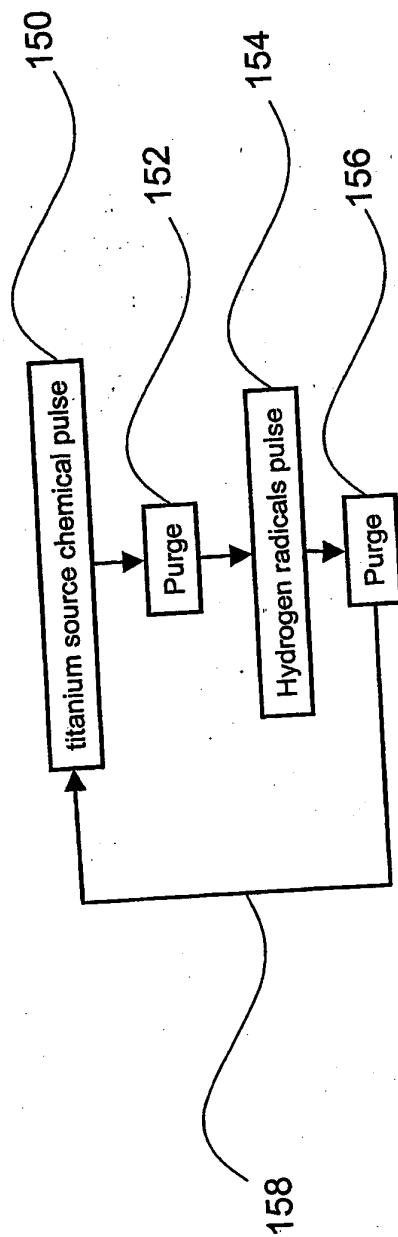 titanium source chemical pulse
150
Purge
152
Hydrogen radicals pulse
154
Purge
156
158